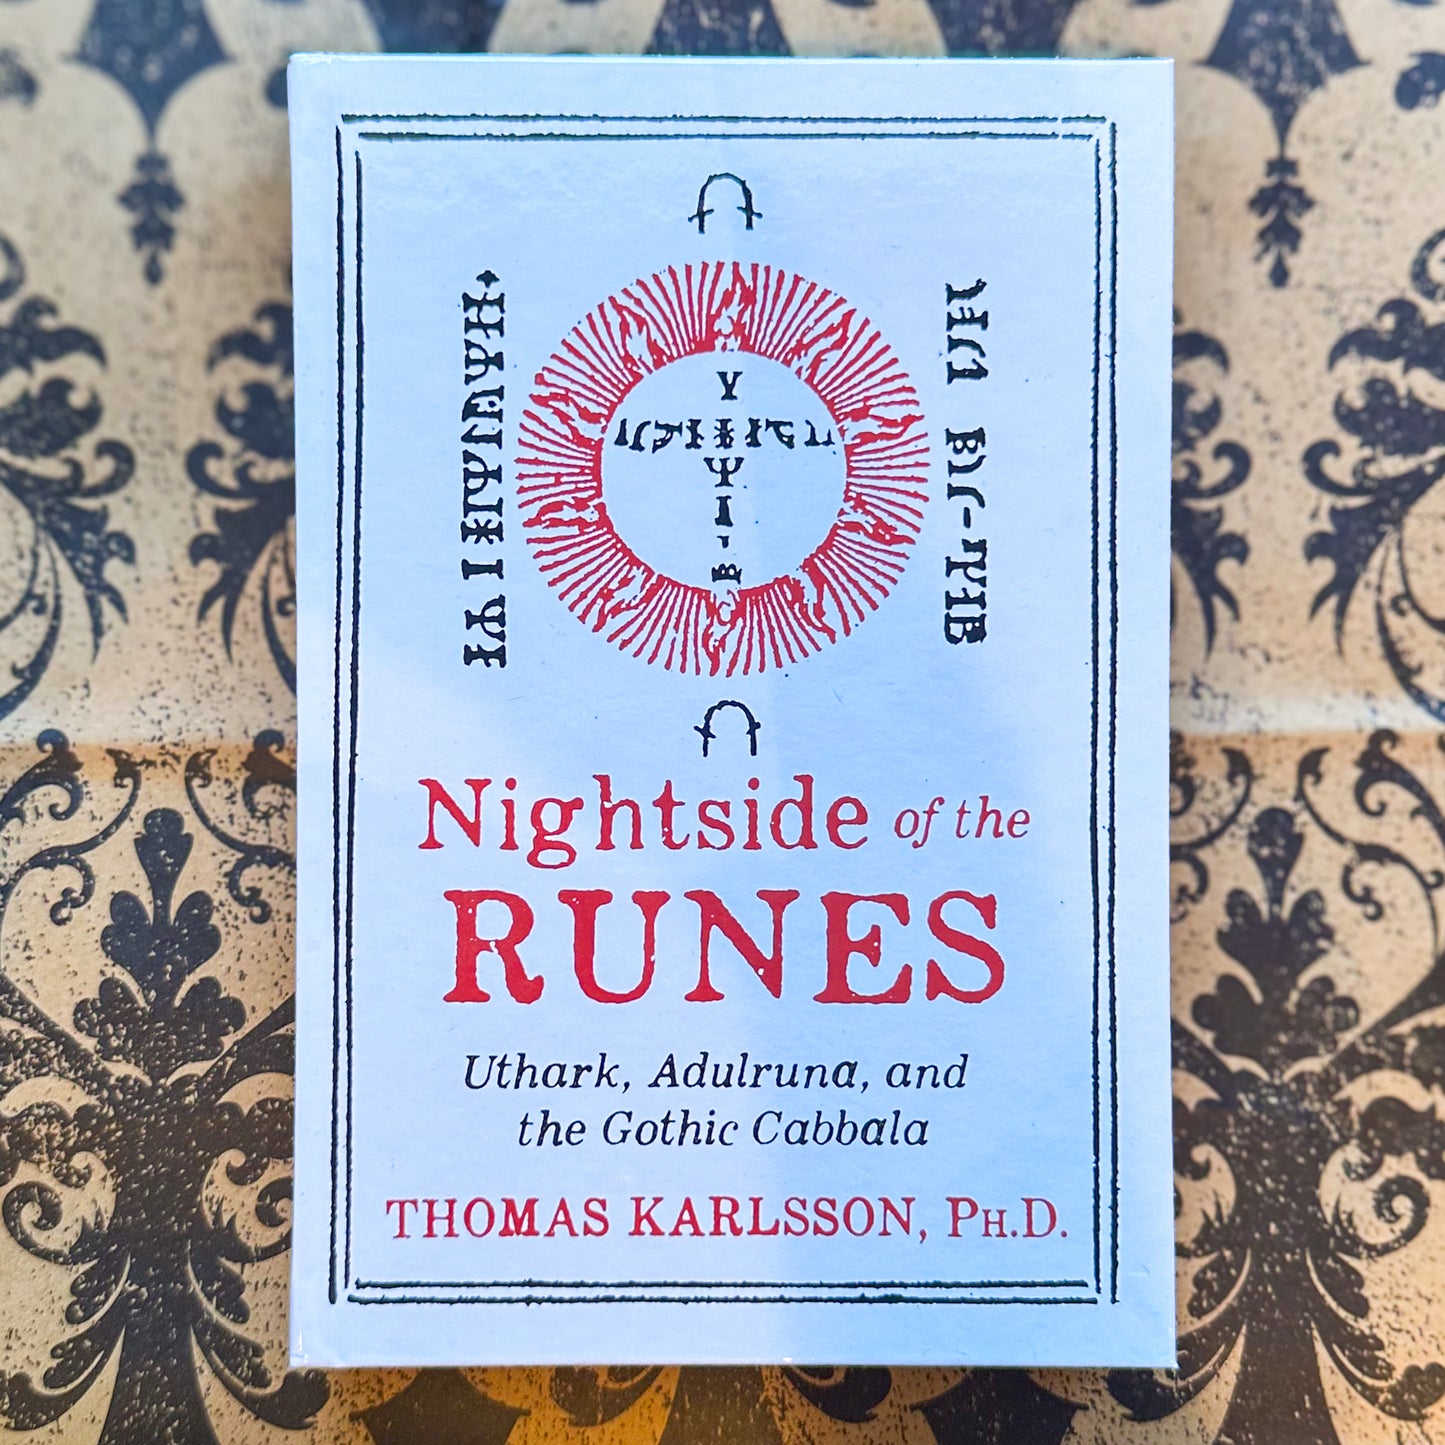 Nightside of the
RUNES
Uthark, Adulruna, and
the Gothic Cabbala
THOMAS KARLSSON, PH.D.